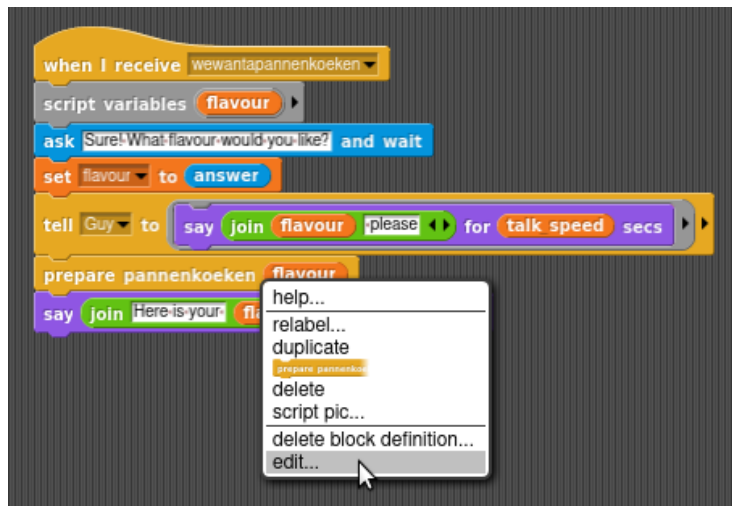 when I receive wewantapannenkoeken
script variables flavour
ask Sure! What flavour would you like? and wait
set flavour to answer
tell Guy to say join flavour please for talk speed secs
prepare pannenkoeken flavour
say join Here is your
help...
relabel...
duplicate
prepare pannenkoe
delete
script pic...
delete block definition...
edit...